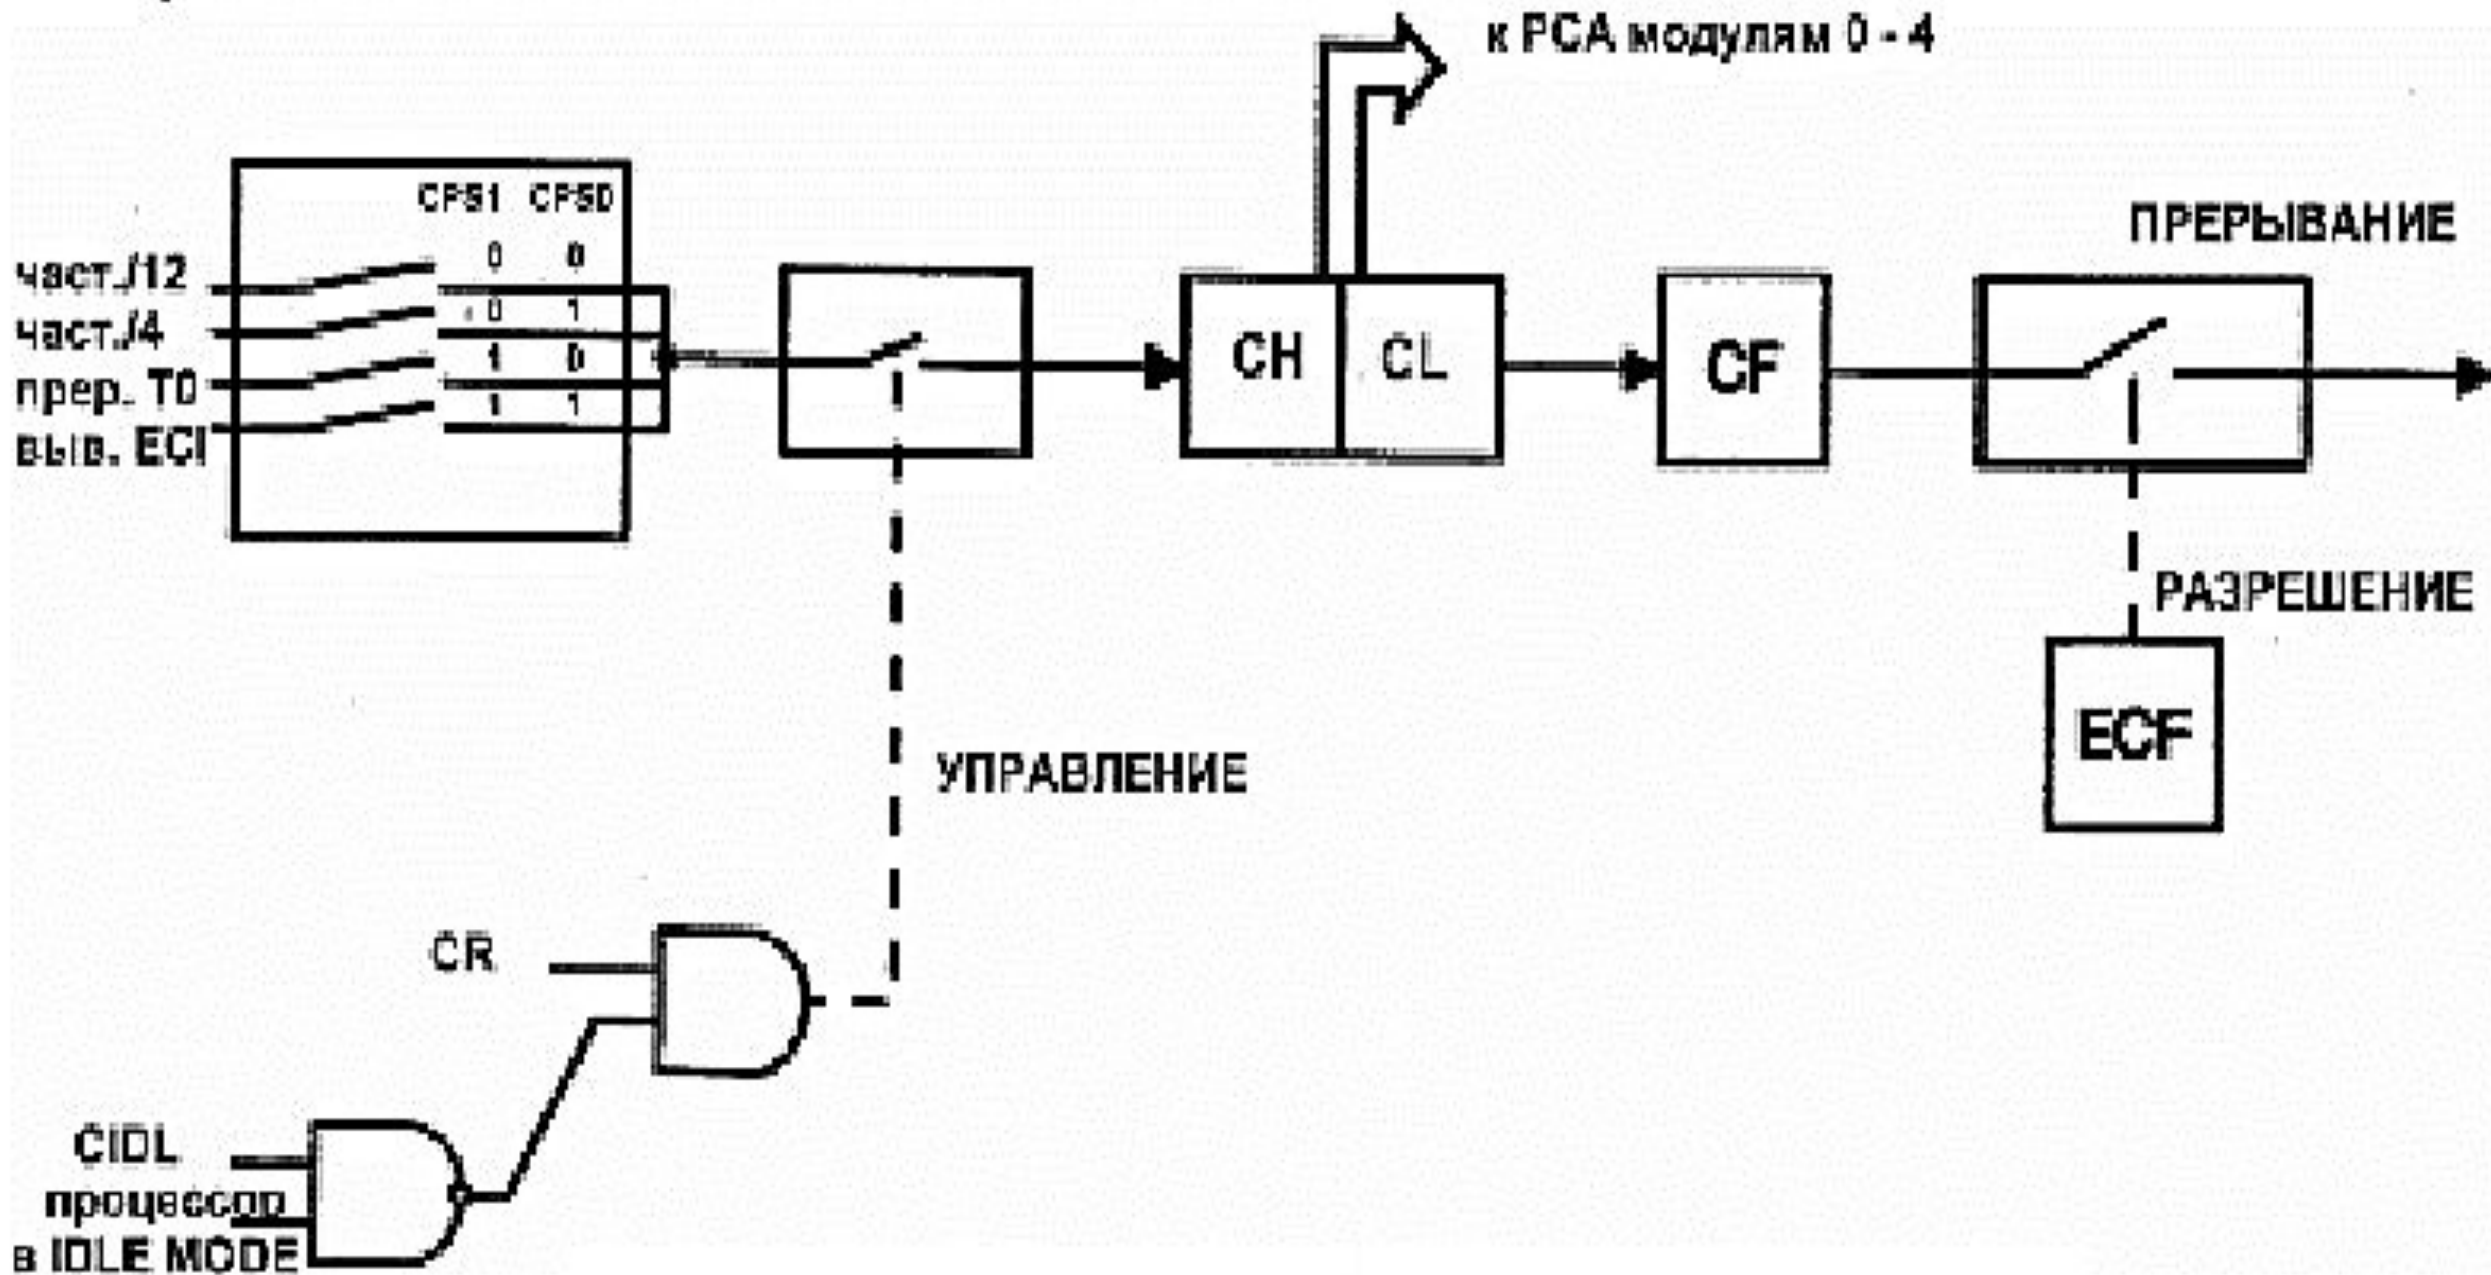 к PCA модулям 0 - 4
CPS1 CPS0
част./12
0 0
част./4
0 1
прер. T0
1 0
выв. ECI
1 1
CH
CL
CF
ПРЕРЫВАНИЕ
РАЗРЕШЕНИЕ
ECF
УПРАВЛЕНИЕ
CR
CIDL
процессор
в IDLE MODE